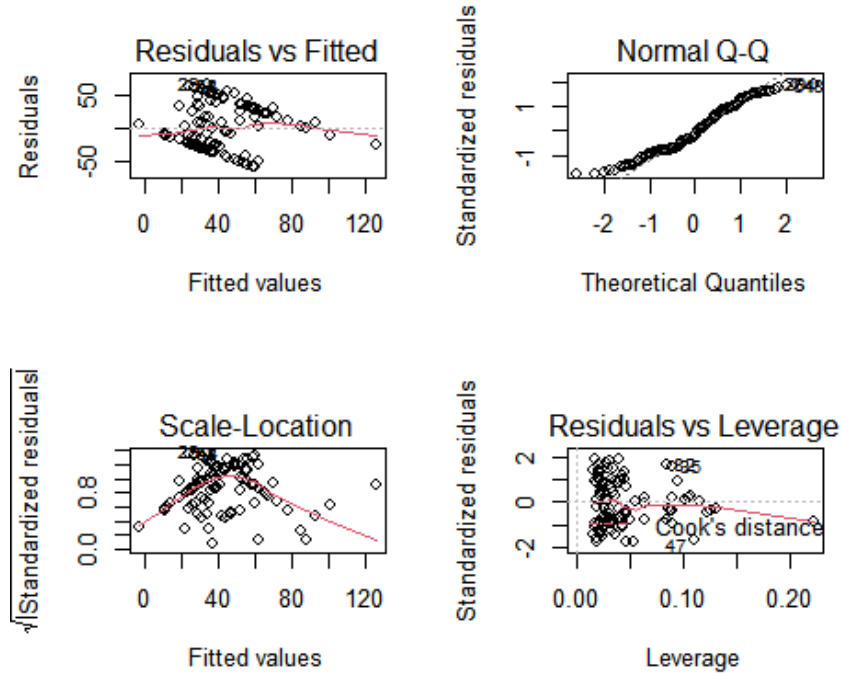 Residuals vs Fitted
Residuals
50
-50
0
40
80
120
Fitted values
Normal Q-Q
Standardized residuals
1
-1
-2
-1
0
1
2
Theoretical Quantiles
Scale-Location
√|Standardized residuals|
0.8
0.0
0
40
80
120
Fitted values
Residuals vs Leverage
Standardized residuals
2
0
-2
Cook's distance
47
0.00
0.10
0.20
Leverage